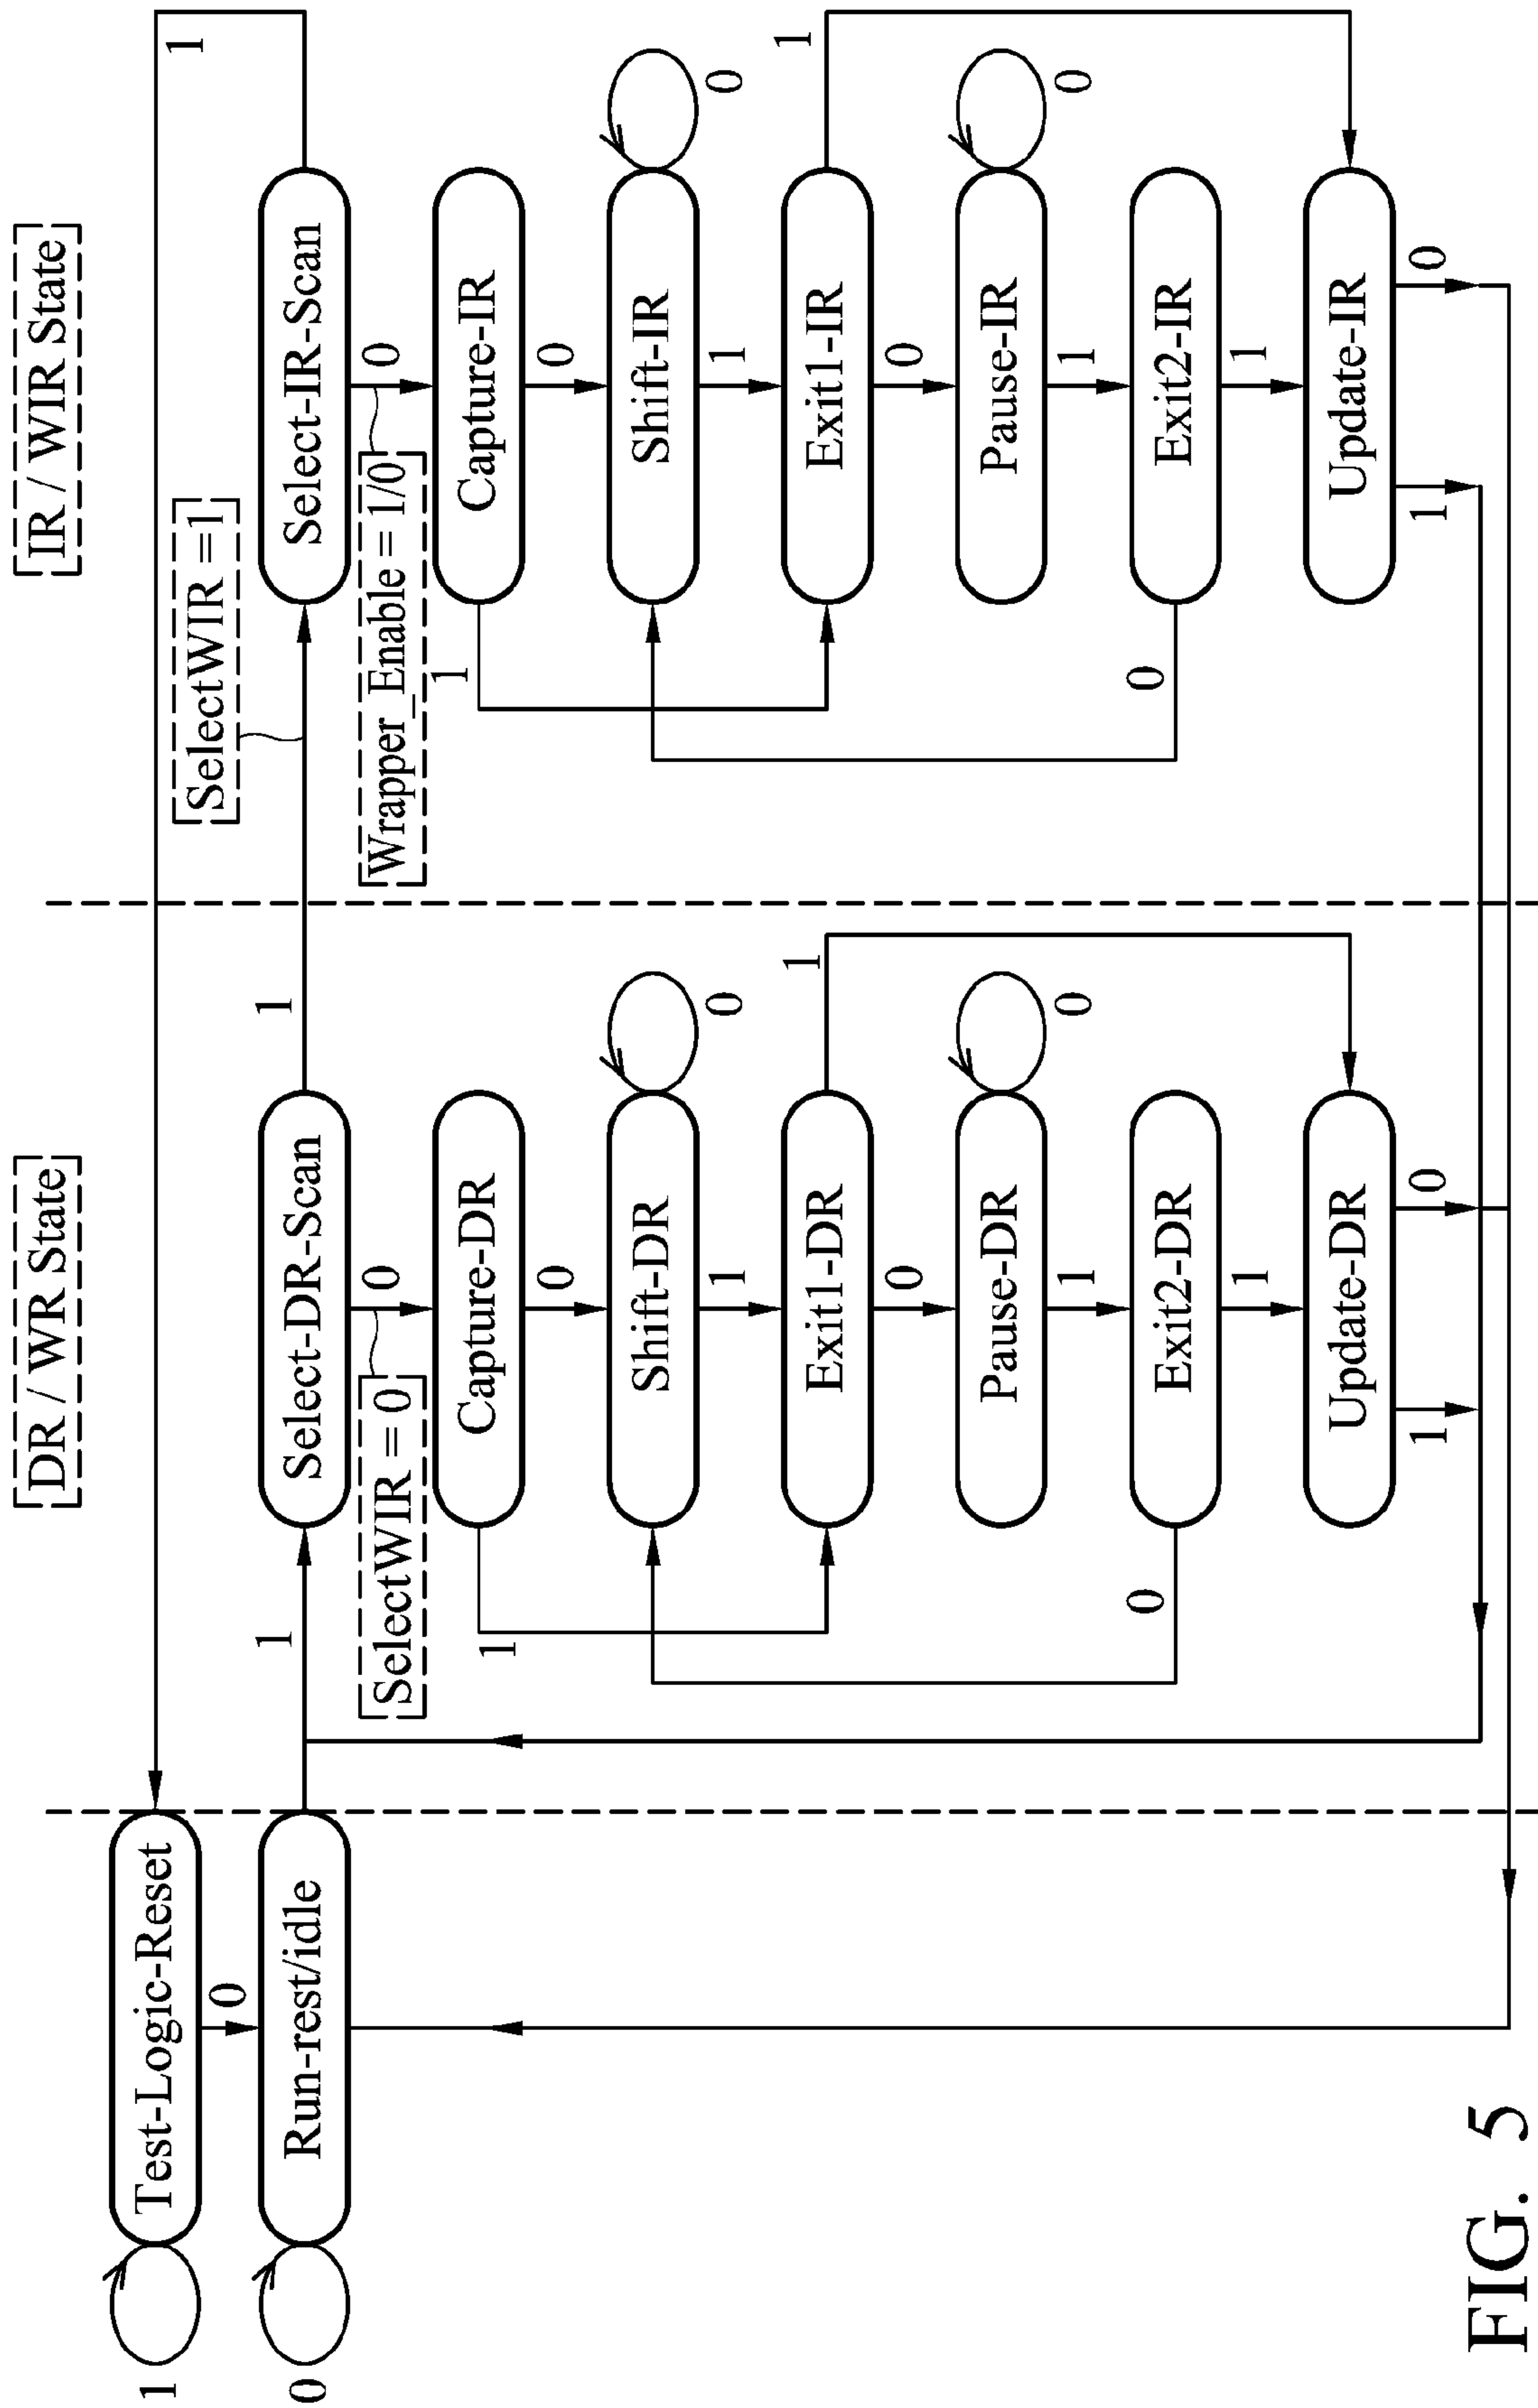 DR / WR State
IR / WIR State
1
Test-Logic-Reset
1
0
0
Run-rest/idle
1
Select-DR-Scan
1
SelectWIR =1
Select-IR-Scan
SelectWIR = 0
0
Wrapper_Enable = 1/0
0
1
Capture-DR
1
Capture-IR
0
0
Shift-DR
0
Shift-IR
0
1
1
Exit1-DR
1
Exit1-IR
1
0
0
Pause-DR
0
Pause-IR
0
1
1
0
Exit2-DR
0
Exit2-IR
1
1
Update-DR
Update-IR
1
0
1
0
FIG. 5